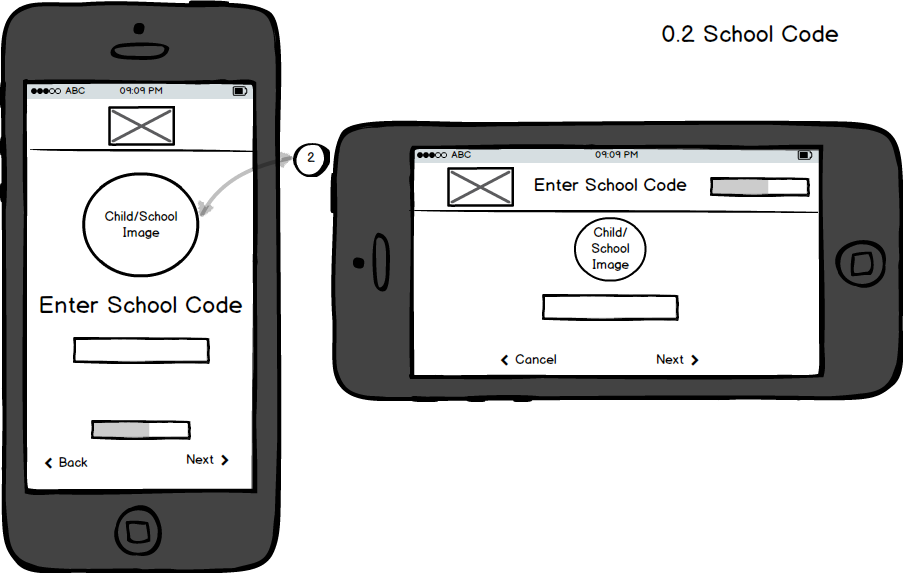 0.2 School Code
ABC 09:09 PM
Child/School
Image
Enter School Code
Back
Next
2
ABC 09:09 PM
Enter School Code
Child/
School
Image
Cancel
Next